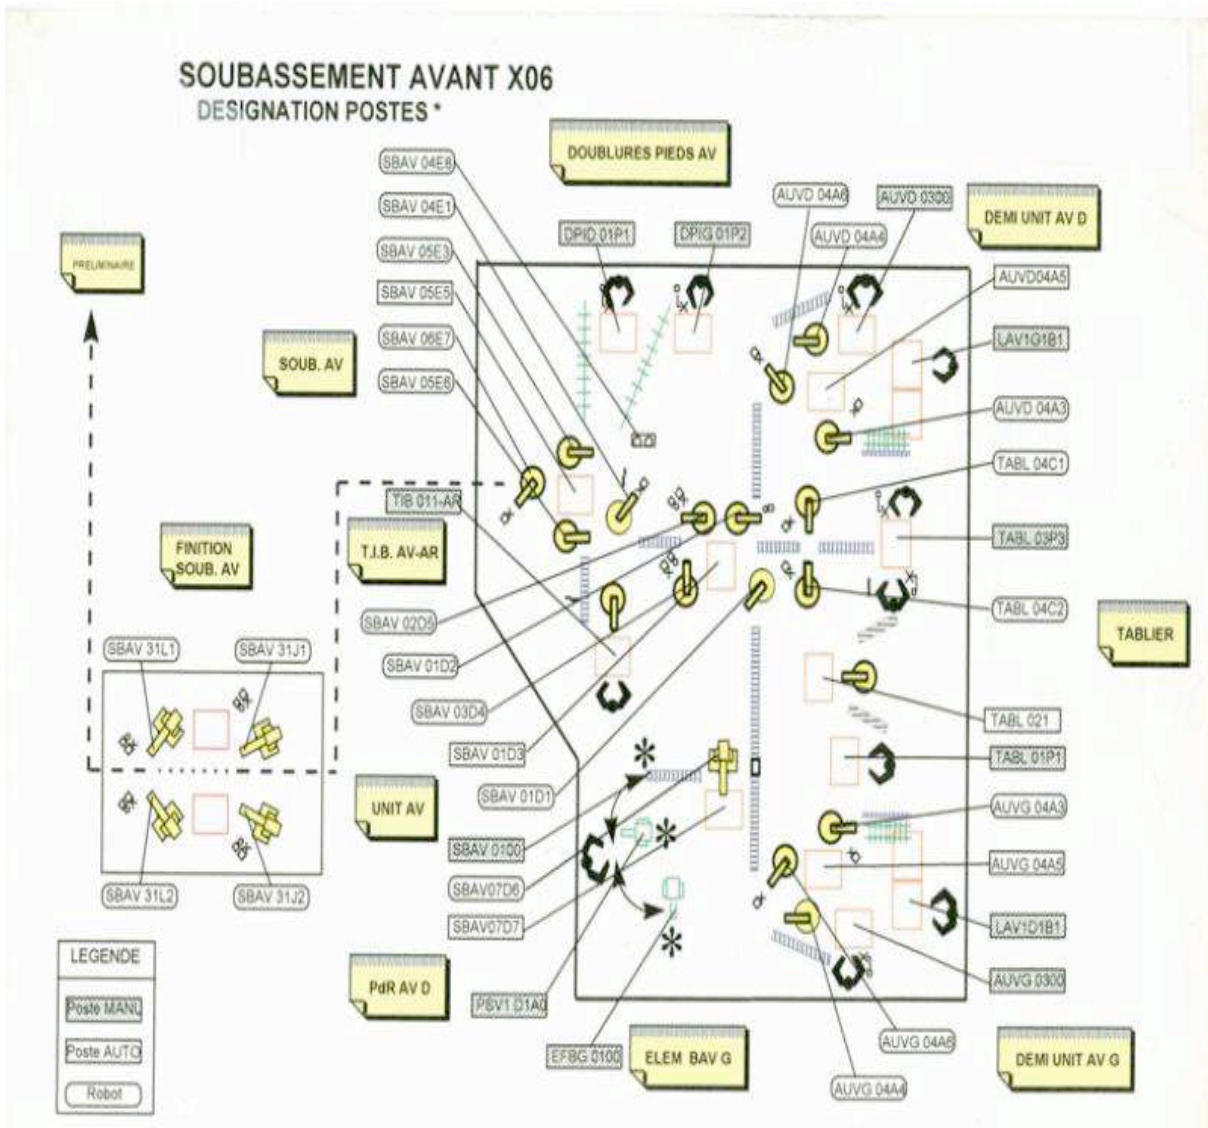 SOUBASSEMENT AVANT X06
DESIGNATION POSTES *
DOUBLURES PIEDS AV
SBAV 04E8
SBAV 04E1
SBAV 05E3
SBAV 05E5
SBAV 06E7
SBAV 05E6
DPID 01P1
DPIG 01P2
AUVD 04A6
AUVD 04A4
AUVD 0300
DEMI UNIT AV D
AUVD04A5
LAV1G1B1
AUVD 04A3
TABL 04C1
TABL 03P3
TABL 04C2
TABLIER
TABL 021
TABL 01P1
AUVG 04A3
AUVG 04A5
LAV1D1B1
AUVG 0300
AUVG 04A6
AUVG 04A4
DEMI UNIT AV G
PRELIMINAIRE
SOUB. AV
TIB 011-AR
T.I.B. AV-AR
FINITION
SOUB. AV
SBAV 02D5
SBAV 01D2
SBAV 03D4
SBAV 01D3
SBAV 01D1
SBAV 31L1
SBAV 31J1
SBAV 31L2
SBAV 31J2
UNIT AV
SBAV 0100
SBAV07D6
SBAV07D7
PdR AV D
PSV1 D1A0
EFBG 0100
ELEM BAV G
LEGENDE
Poste MANU
Poste AUTO
Robot